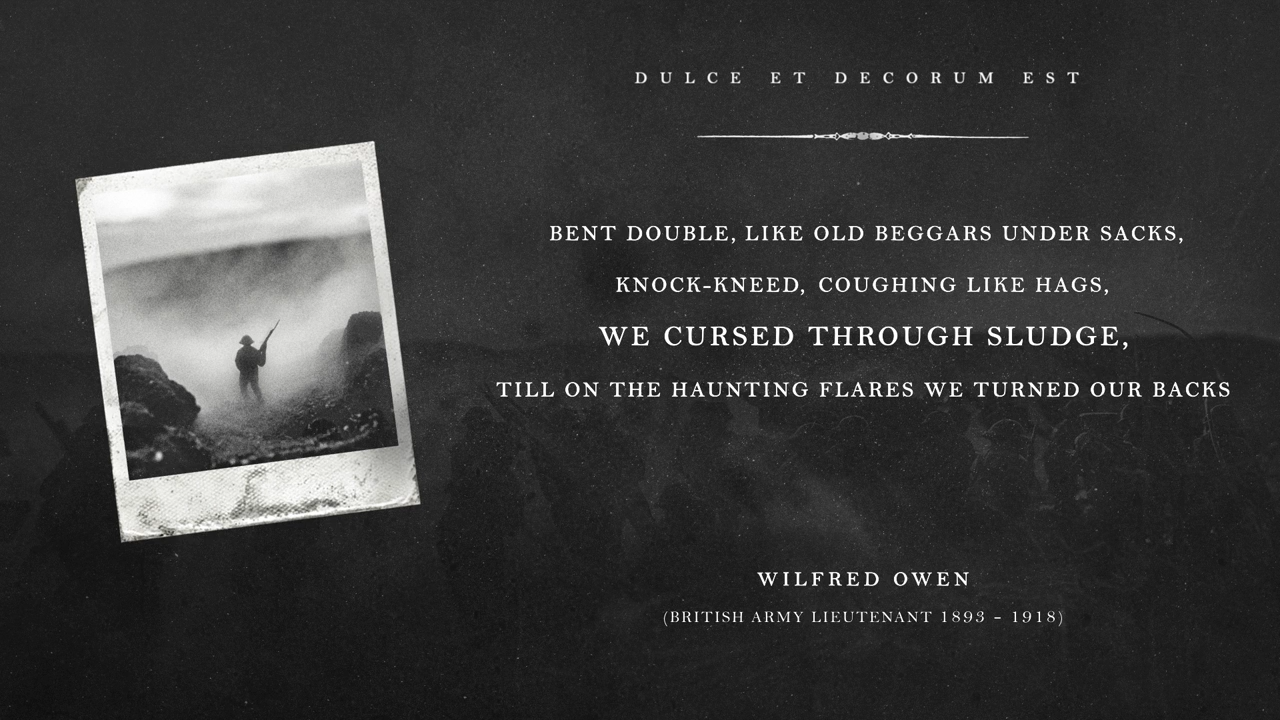 DULCE ET DECORUM EST
BENT DOUBLE, LIKE OLD BEGGARS UNDER SACKS,
KNOCK-KNEED, COUGHING LIKE HAGS,
WE CURSED THROUGH SLUDGE,
TILL ON THE HAUNTING FLARES WE TURNED OUR BACKS
WILFRED OWEN
(BRITISH ARMY LIEUTENANT 1893 – 1918)